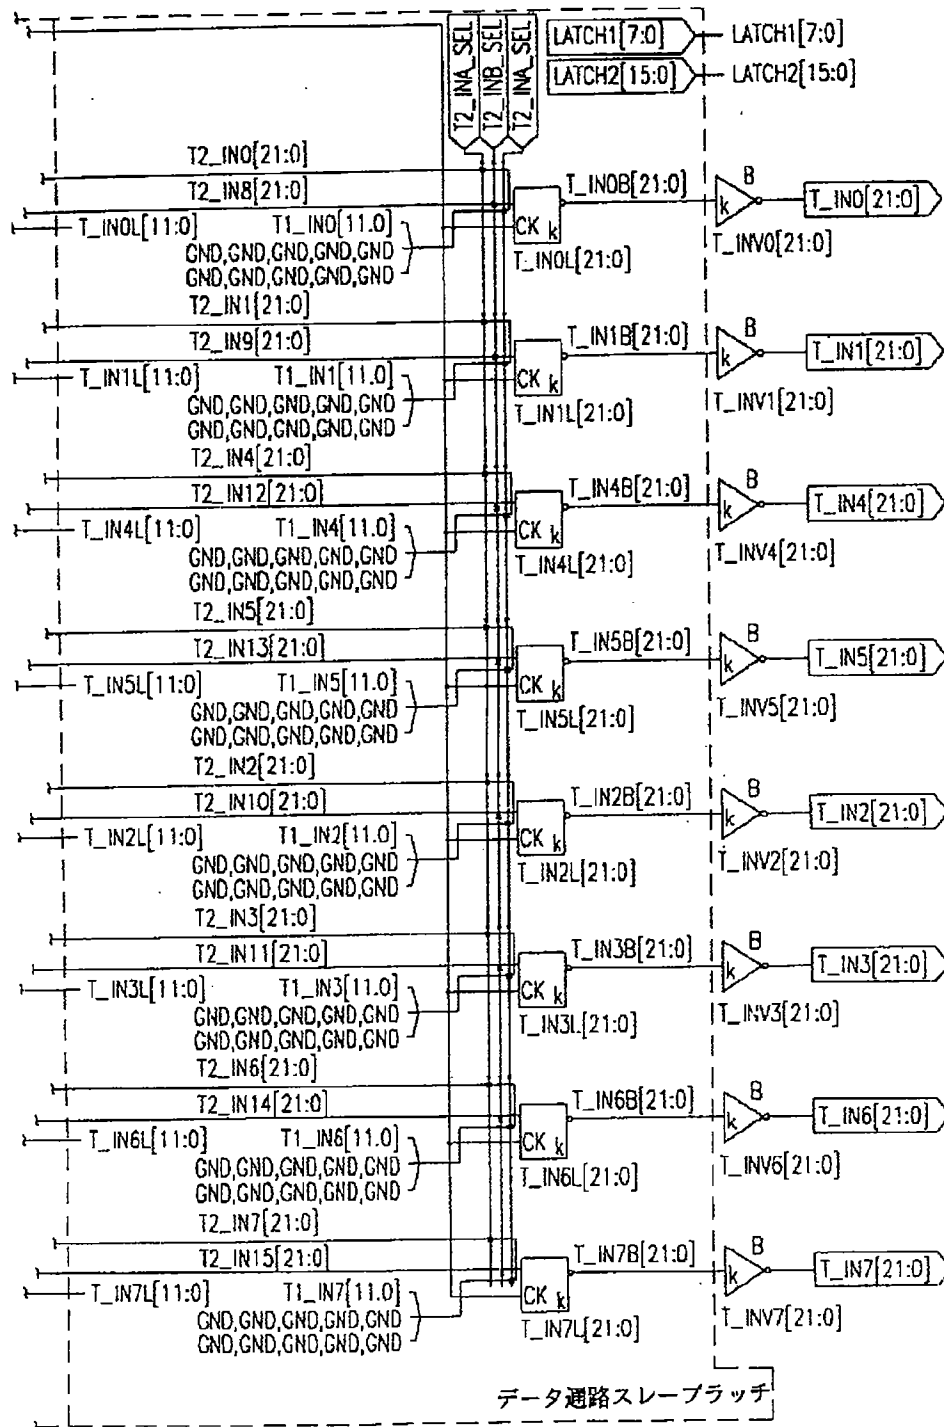 T2_INA_SEL
T2_INB_SEL
T2_INA_SEL
LATCH1[7:0] LATCH1[7:0]
LATCH2[15:0] LATCH2[15:0]
T2_IN0[21:0]
T2_IN8[21:0] T_IN0B[21:0] B T_IN0[21:0]
T_IN0L[11:0] T1_IN0[11.0] CK k k T_INV0[21:0]
GND,GND,GND,GND,GND T_IN0L[21:0]
GND,GND,GND,GND,GND
T2_IN1[21:0]
T2_IN9[21:0] T_IN1B[21:0] B T_IN1[21:0]
T_IN1L[11:0] T1_IN1[11.0] CK k k T_INV1[21:0]
GND,GND,GND,GND,GND T_IN1L[21:0]
GND,GND,GND,GND,GND
T2_IN4[21:0]
T2_IN12[21:0] T_IN4B[21:0] B T_IN4[21:0]
T_IN4L[11:0] T1_IN4[11.0] CK k k T_INV4[21:0]
GND,GND,GND,GND,GND T_IN4L[21:0]
GND,GND,GND,GND,GND
T2_IN5[21:0]
T2_IN13[21:0] T_IN5B[21:0] B T_IN5[21:0]
T_IN5L[11:0] T1_IN5[11.0] CK k k T_INV5[21:0]
GND,GND,GND,GND,GND T_IN5L[21:0]
GND,GND,GND,GND,GND
T2_IN2[21:0]
T2_IN10[21:0] T_IN2B[21:0] B T_IN2[21:0]
T_IN2L[11:0] T1_IN2[11.0] CK k k T_INV2[21:0]
GND,GND,GND,GND,GND T_IN2L[21:0]
GND,GND,GND,GND,GND
T2_IN3[21:0]
T2_IN11[21:0] T_IN3B[21:0] B T_IN3[21:0]
T_IN3L[11:0] T1_IN3[11.0] CK k k T_INV3[21:0]
GND,GND,GND,GND,GND T_IN3L[21:0]
GND,GND,GND,GND,GND
T2_IN6[21:0]
T2_IN14[21:0] T_IN6B[21:0] B T_IN6[21:0]
T_IN6L[11:0] T1_IN6[11.0] CK k k T_INV6[21:0]
GND,GND,GND,GND,GND T_IN6L[21:0]
GND,GND,GND,GND,GND
T2_IN7[21:0]
T2_IN15[21:0] T_IN7B[21:0] B T_IN7[21:0]
T_IN7L[11:0] T1_IN7[11.0] CK k k T_INV7[21:0]
GND,GND,GND,GND,GND T_IN7L[21:0]
GND,GND,GND,GND,GND
データ通路スレーブラッチ